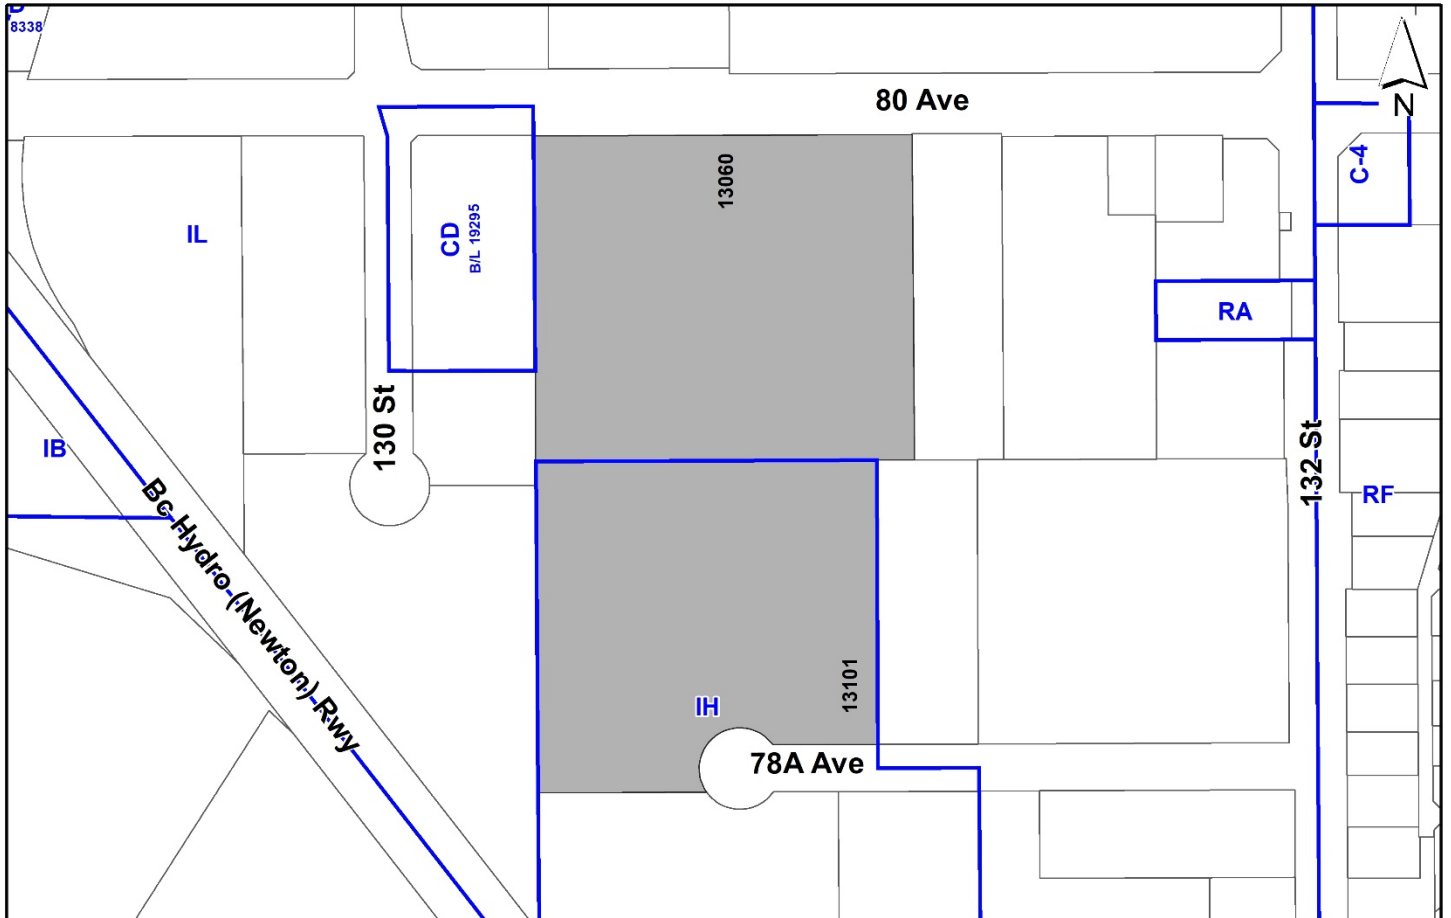 8338
80 Ave
N
13060
C-4
CD
B/L 19295
IL
RA
130 St
132 St
IB
RF
Bc Hydro (Newton) Rwy
13101
IH
78A Ave